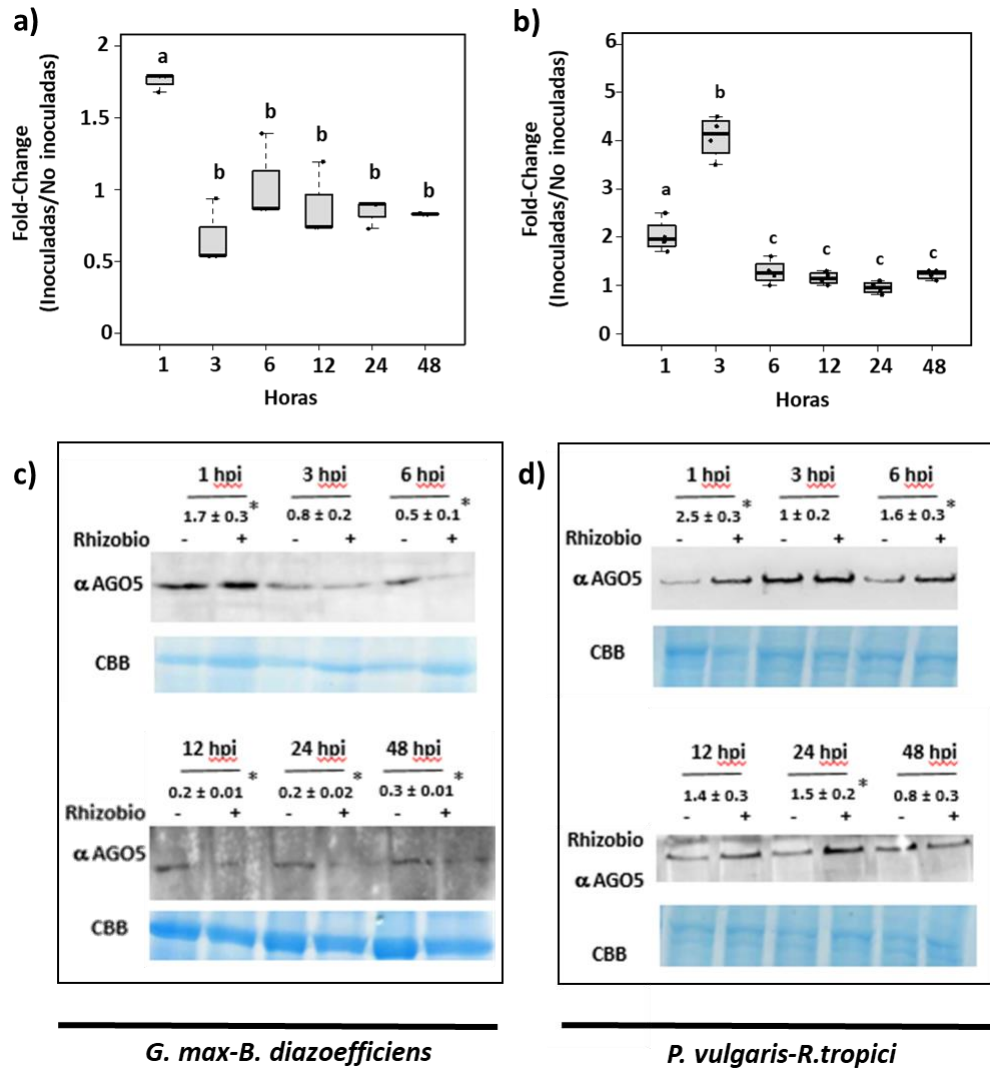 a)
Fold-Change
(Inoculadas/No inoculadas)
2
1.5
1
0.5
0
a
b
b
b
b
b
1
3
6
12
24
48
Horas
b)
Fold-Change
(Inoculadas/No inoculadas)
6
5
4
3
2
1
0
a
b
c
c
c
c
1
3
6
12
24
48
Horas
c)
1 hpi 3 hpi 6 hpi
1.7 ± 0.3 * 0.8 ± 0.2 0.5 ± 0.1 *
Rhizobio - + - + - +
α AGO5
CBB
12 hpi 24 hpi 48 hpi
0.2 ± 0.01 * 0.2 ± 0.02 * 0.3 ± 0.01 *
Rhizobio - + - + - +
α AGO5
CBB
d)
1 hpi 3 hpi 6 hpi
2.5 ± 0.3 * 1 ± 0.2 1.6 ± 0.3 *
Rhizobio - + - + - +
α AGO5
CBB
12 hpi 24 hpi 48 hpi
1.4 ± 0.3 1.5 ± 0.2 * 0.8 ± 0.3
- + - + - +
Rhizobio
α AGO5
CBB
G. max-B. diazoefficiens
P. vulgaris-R.tropici